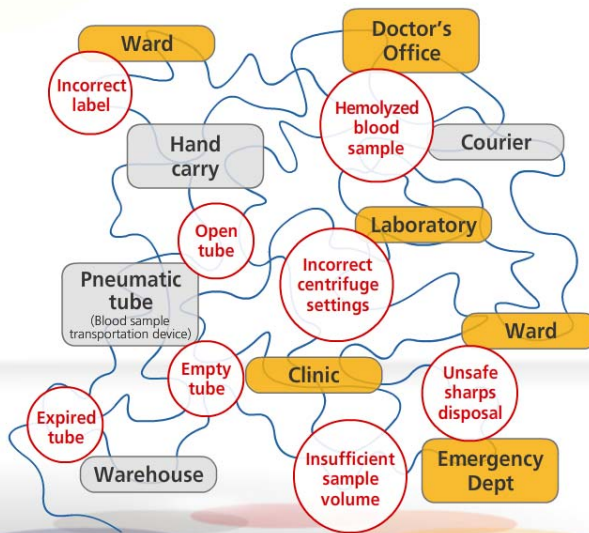 Ward
Doctor's
Office
Incorrect
label
Hemolyzed
blood
sample
Hand
carry
Courier
Open
tube
Laboratory
Incorrect
centrifuge
settings
Pneumatic
tube
(Blood sample
transportation device)
Ward
Empty
tube
Clinic
Unsafe
sharps
disposal
Expired
tube
Warehouse
Insufficient
sample
volume
Emergency
Dept